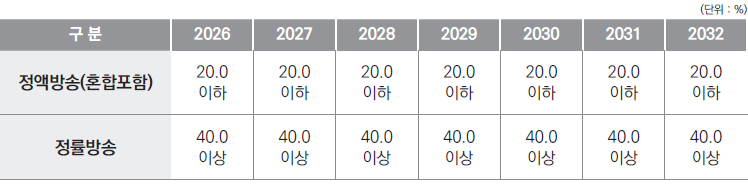 (단위 : %)
구 분 2026 2027 2028 2029 2030 2031 2032
정액방송(혼합포함) 20.0 이하 20.0 이하 20.0 이하 20.0 이하 20.0 이하 20.0 이하 20.0 이하
정률방송 40.0 이상 40.0 이상 40.0 이상 40.0 이상 40.0 이상 40.0 이상 40.0 이상